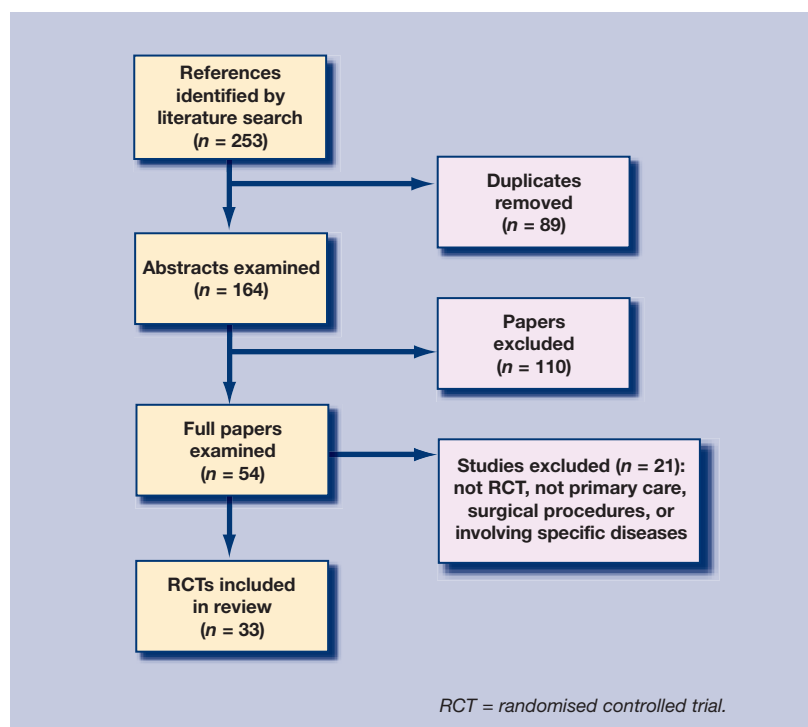 References
identified by
literature search
(n = 253)
Duplicates
removed
(n = 89)
Abstracts examined
(n = 164)
Papers
excluded
(n = 110)
Full papers
examined
(n = 54)
Studies excluded (n = 21):
not RCT, not primary care,
surgical procedures, or
involving specific diseases
RCTs included
in review
(n = 33)
RCT = randomised controlled trial.